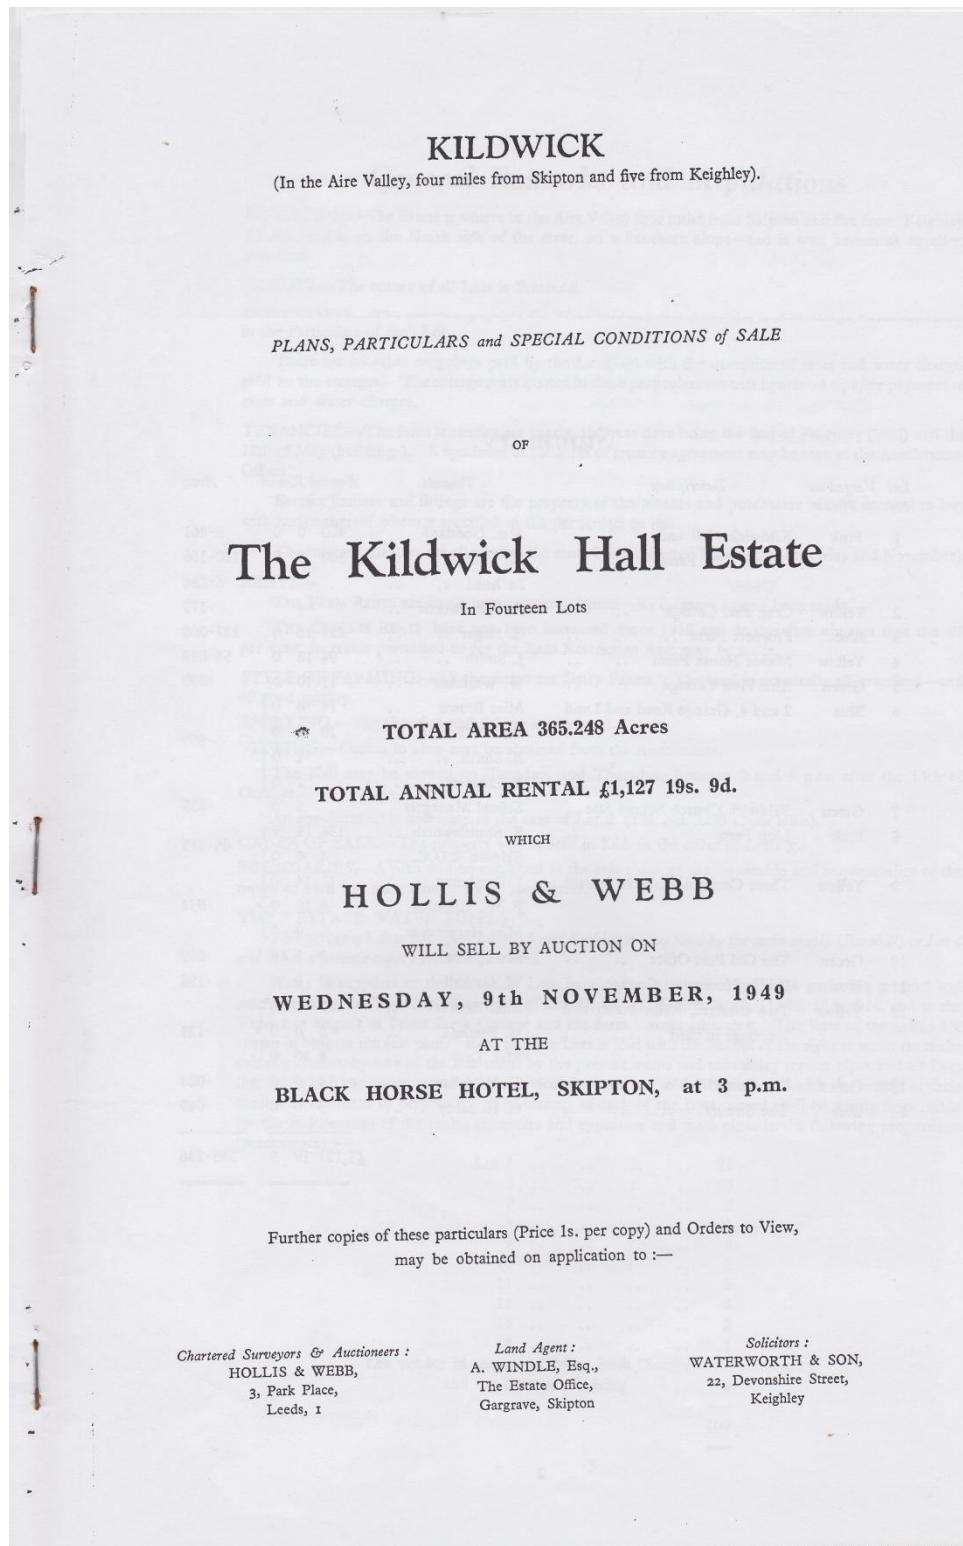 KILDWICK
(In the Aire Valley, four miles from Skipton and five from Keighley).
PLANS, PARTICULARS and SPECIAL CONDITIONS of SALE
OF
The Kildwick Hall Estate
In Fourteen Lots
TOTAL AREA 365.248 Acres
TOTAL ANNUAL RENTAL £1,127 19s. 9d.
WHICH
HOLLIS & WEBB
WILL SELL BY AUCTION ON
WEDNESDAY, 9th NOVEMBER, 1949
AT THE
BLACK HORSE HOTEL, SKIPTON, at 3 p.m.
Further copies of these particulars (Price 1s. per copy) and Orders to View,
may be obtained on application to :—
Chartered Surveyors & Auctioneers :
HOLLIS & WEBB,
3, Park Place,
Leeds, 1
Land Agent :
A. WINDLE, Esq.,
The Estate Office,
Gargrave, Skipton
Solicitors :
WATERWORTH & SON,
22, Devonshire Street,
Keighley